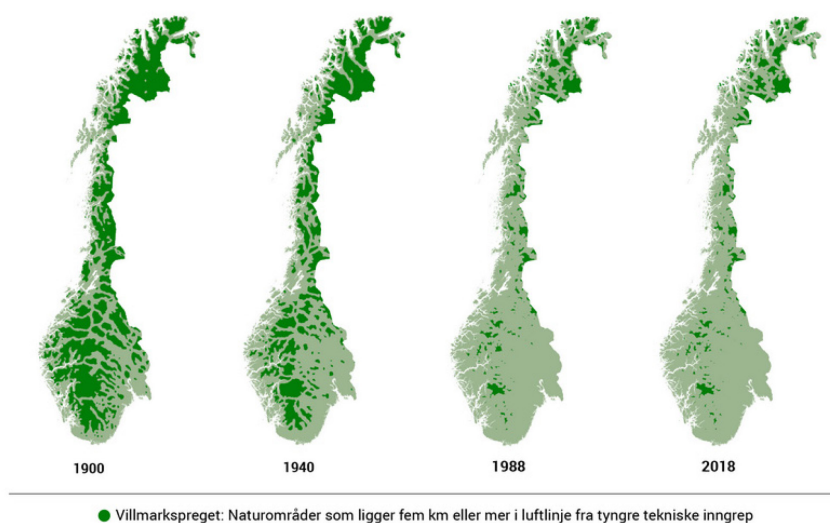 1900 1940 1988 2018
Villmarkspreget: Naturområder som ligger fem km eller mer i luftlinje fra tyngre tekniske inngrep